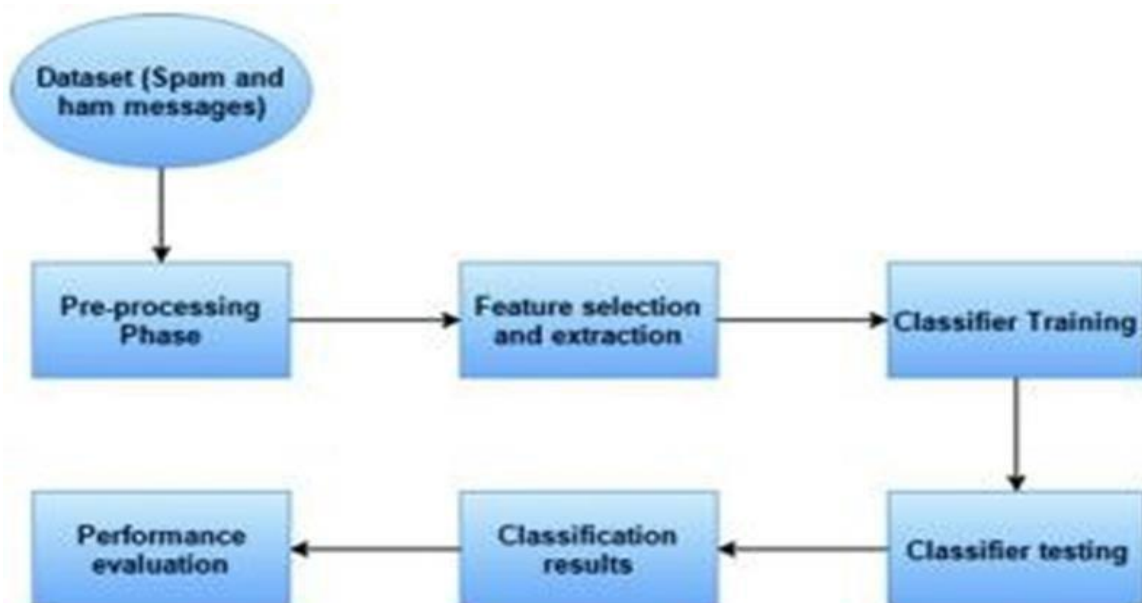 Dataset (Spam and
ham messages)
Pre-processing
Phase
Feature selection
and extraction
Classifier Training
Classifier testing
Classification
results
Performance
evaluation